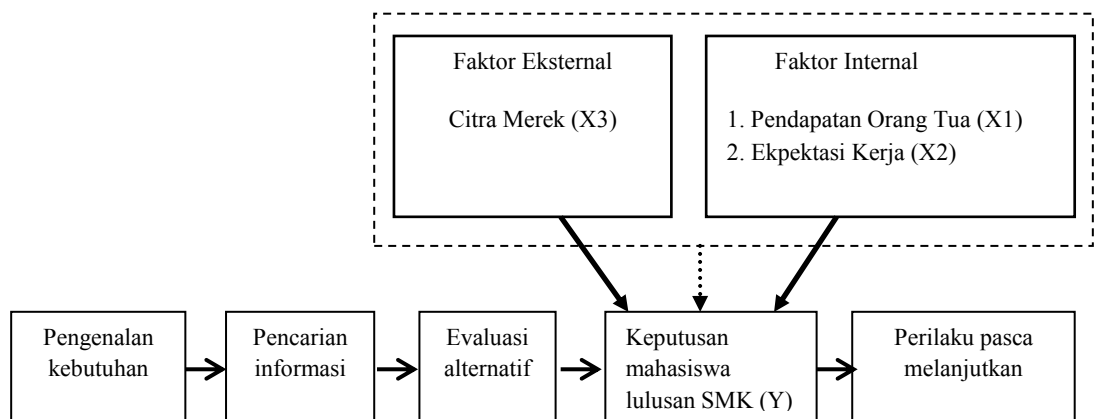 Faktor Eksternal
Citra Merek (X3)
Faktor Internal
1. Pendapatan Orang Tua (X1)
2. Ekpektasi Kerja (X2)
Pengenalan
kebutuhan
Pencarian
informasi
Evaluasi
alternatif
Keputusan
mahasiswa
lulusan SMK (Y)
Perilaku pasca
melanjutkan